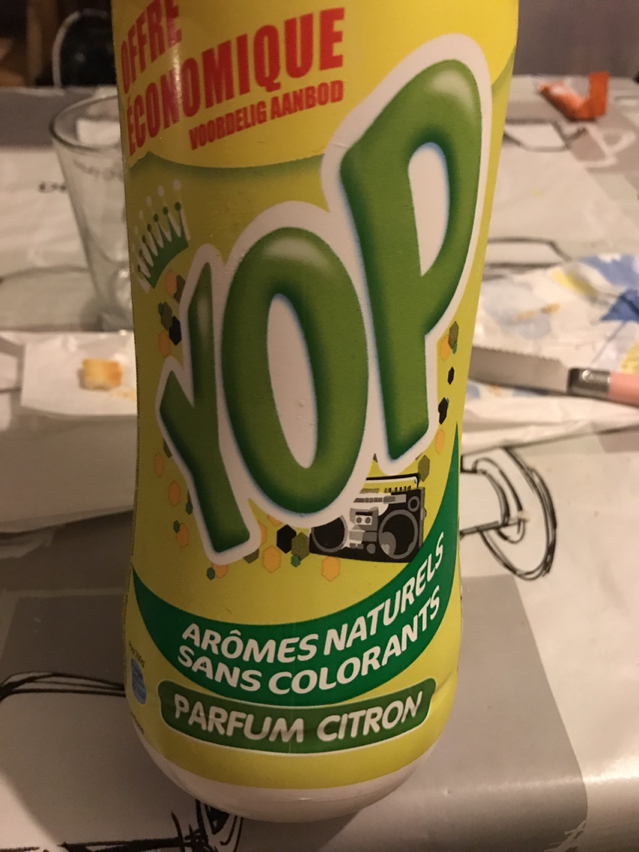 OFFRE
ÉCONOMIQUE
VOORDELIG AANBOD
YOP
ARÔMES NATURELS
SANS COLORANTS
PARFUM CITRON